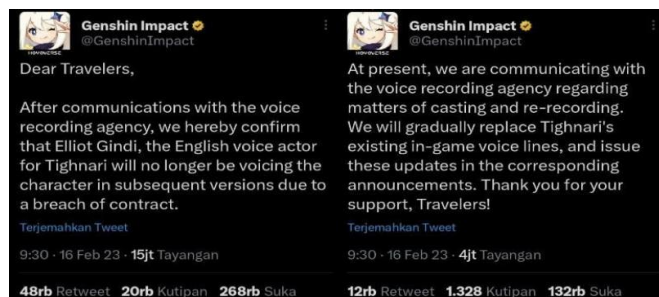 Genshin Impact
@GenshinImpact
HOYOVERSE
Dear Travelers,
After communications with the voice
recording agency, we hereby confirm
that Elliot Gindi, the English voice actor
for Tighnari will no longer be voicing the
character in subsequent versions due to
a breach of contract.
Terjemahkan Tweet
9:30 · 16 Feb 23 · 15jt Tayangan
48rb Retweet 20rb Kutipan 268rb Suka
Genshin Impact
@GenshinImpact
HOYOVERSE
At present, we are communicating with
the voice recording agency regarding
matters of casting and re-recording.
We will gradually replace Tighnari's
existing in-game voice lines, and issue
these updates in the corresponding
announcements. Thank you for your
support, Travelers!
Terjemahkan Tweet
9:30 · 16 Feb 23 · 4jt Tayangan
12rb Retweet 1.328 Kutipan 132rb Suka